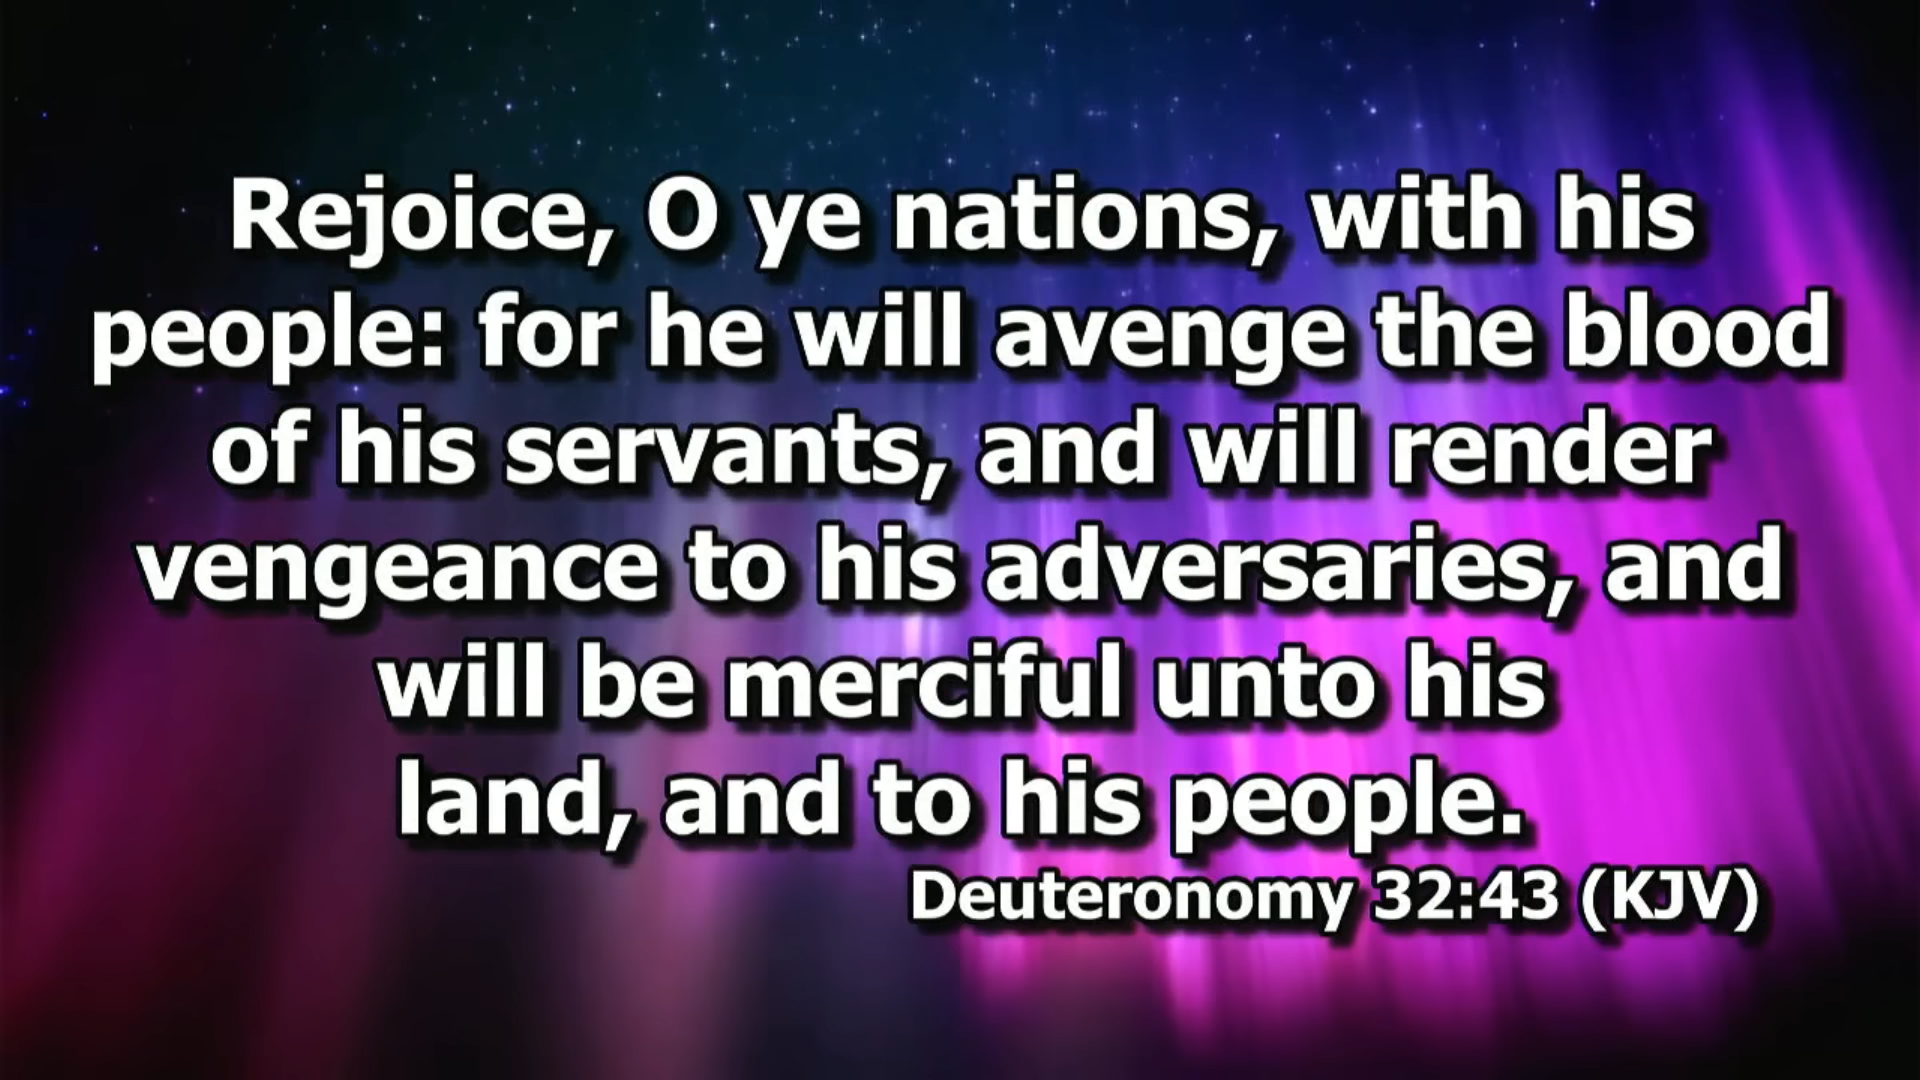 Rejoice, O ye nations, with his
people: for he will avenge the blood
of his servants, and will render
vengeance to his adversaries, and
will be merciful unto his
land, and to his people.
Deuteronomy 32:43 (KJV)